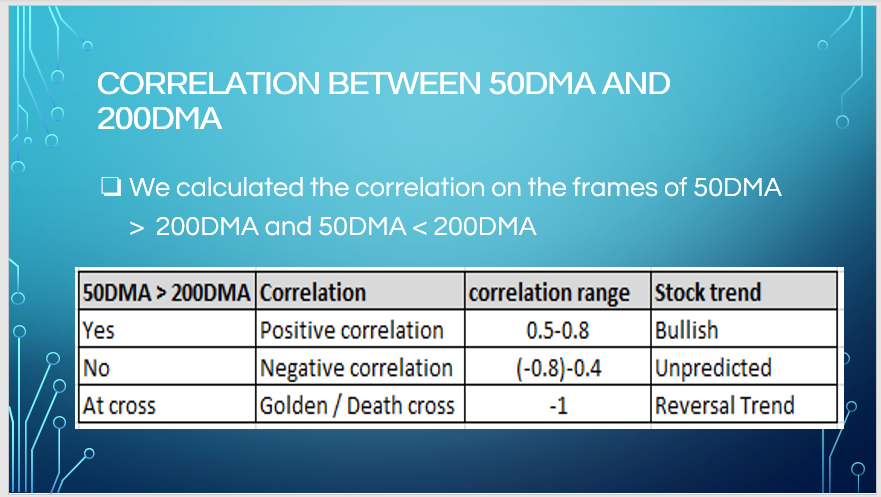 CORRELATION BETWEEN 50DMA AND
200DMA
❑ We calculated the correlation on the frames of 50DMA
> 200DMA and 50DMA < 200DMA
50DMA > 200DMA Correlation correlation range Stock trend
Yes Positive correlation 0.5-0.8 Bullish
No Negative correlation (-0.8)-0.4 Unpredicted
At cross Golden / Death cross -1 Reversal Trend